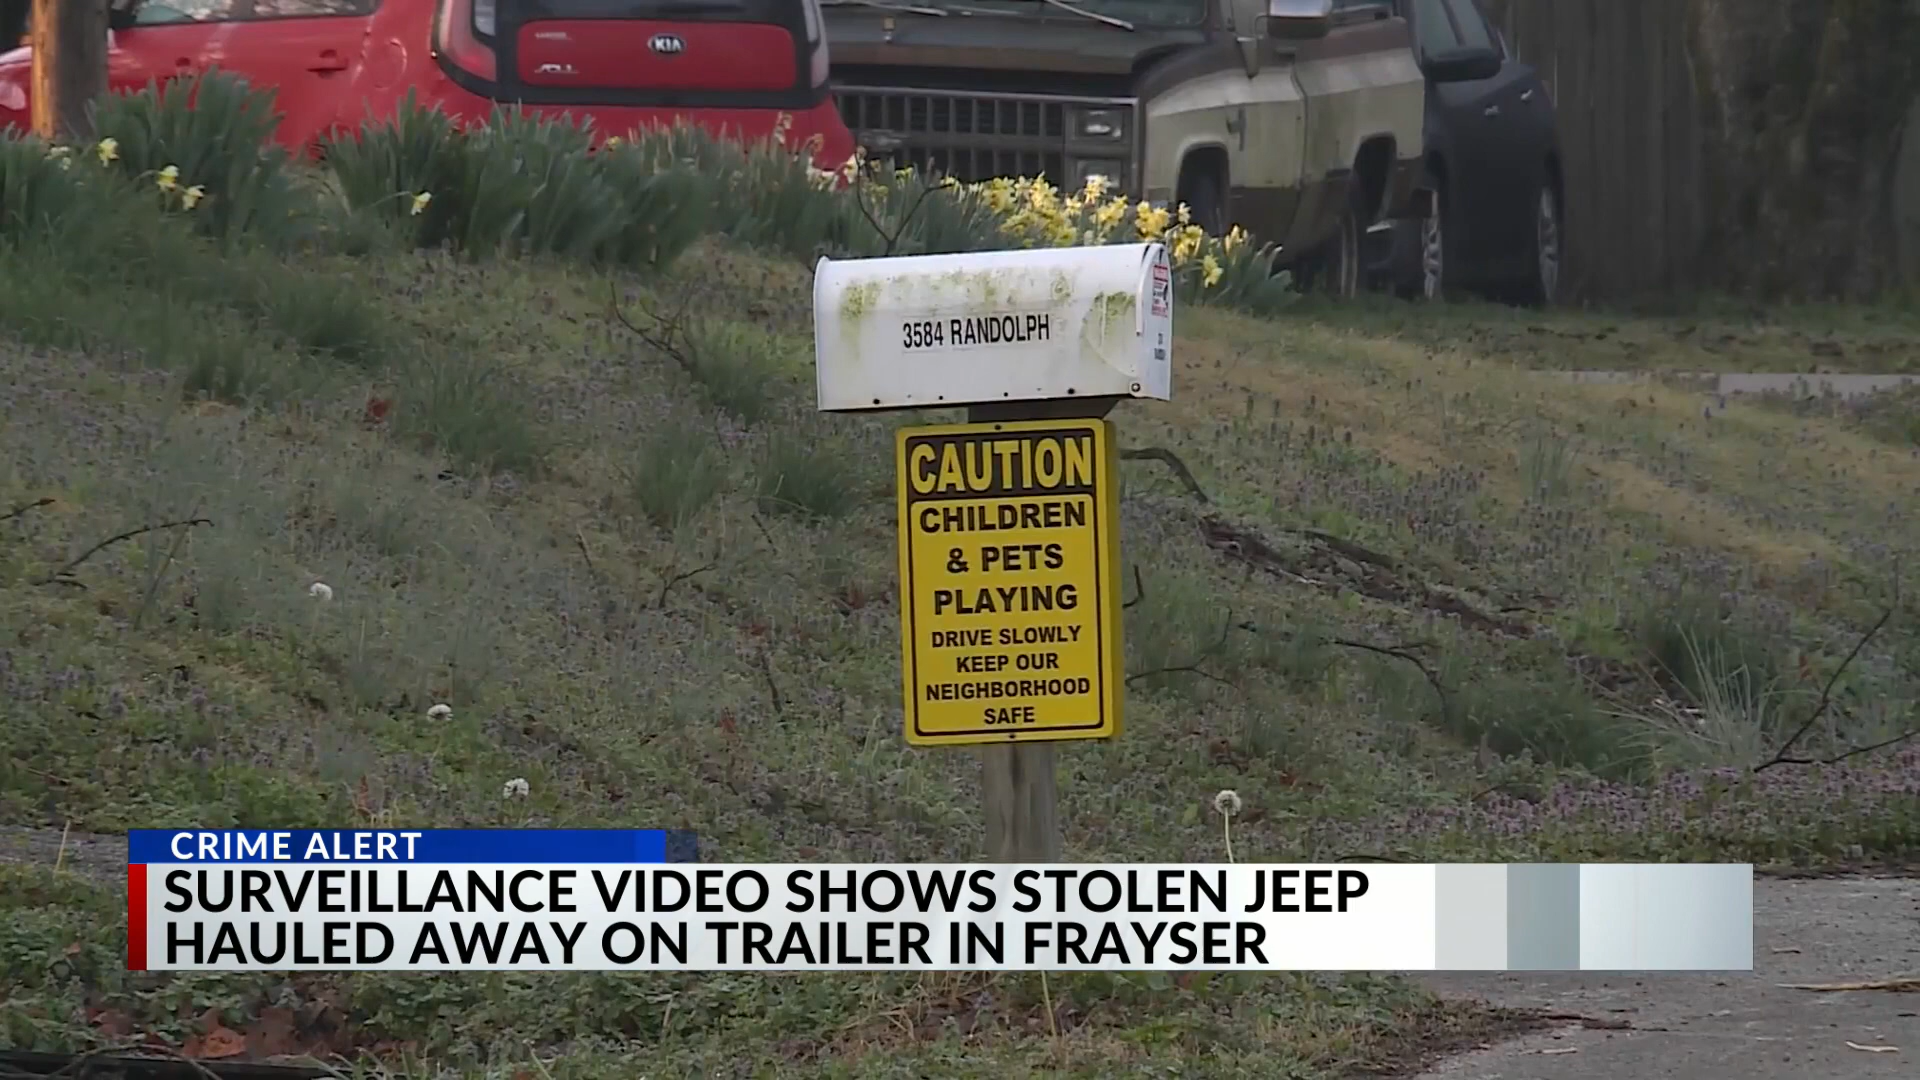 KIA
3584 RANDOLPH
CAUTION
CHILDREN
& PETS
PLAYING
DRIVE SLOWLY
KEEP OUR
NEIGHBORHOOD
SAFE
CRIME ALERT
SURVEILLANCE VIDEO SHOWS STOLEN JEEP
HAULED AWAY ON TRAILER IN FRAYSER